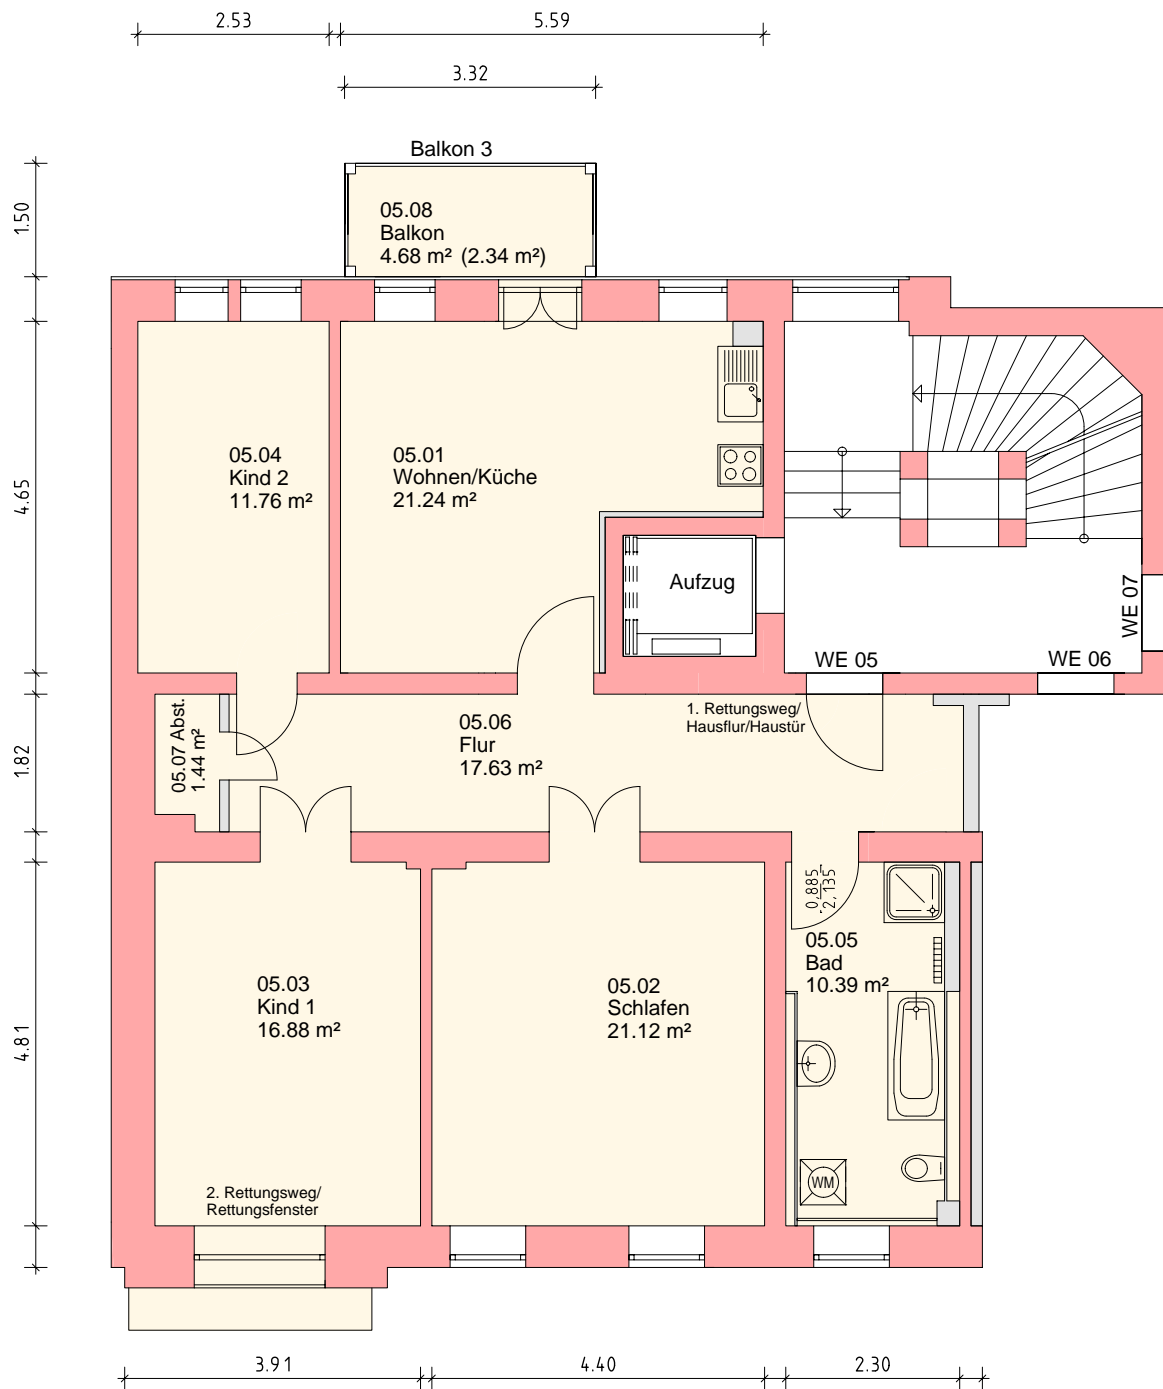 2.53
5.59
3.32
Balkon 3
1.50
05.08
Balkon
4.68 m² (2.34 m²)
4.65
05.04
Kind 2
11.76 m²
05.01
Wohnen/Küche
21.24 m²
Aufzug
WE 05
WE 06
WE 07
1.82
05.07 Abst.
1.44 m²
05.06
Flur
17.63 m²
1. Rettungsweg/
Hausflur/Haustür
0,885
2,135
4.81
05.03
Kind 1
16.88 m²
05.02
Schlafen
21.12 m²
05.05
Bad
10.39 m²
WM
2. Rettungsweg/
Rettungsfenster
3.91
4.40
2.30